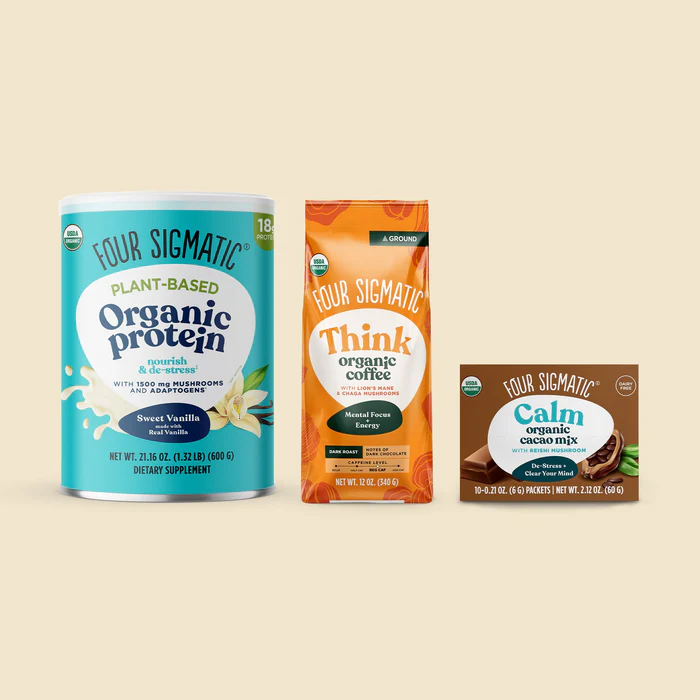 USDA
ORGANIC
18g
PROTEIN
FOUR SIGMATIC®
PLANT-BASED
Organic
protein
nourish
& de-stress‡
WITH 1500 mg MUSHROOMS
AND ADAPTOGENS
Sweet Vanilla
made with
Real Vanilla
NET WT. 21.16 OZ. (1.32 LB) (600 G)
DIETARY SUPPLEMENT
GROUND
USDA
ORGANIC
FOUR SIGMATIC
Think
organic
coffee
WITH LION'S MANE
& CHAGA MUSHROOMS
Mental Focus
+
Energy
DARK ROAST
NOTES OF
DARK CHOCOLATE
CAFFEINE LEVEL
HALF CAF
NET WT. 12 OZ. (340 G)
USDA
ORGANIC
FOUR SIGMATIC®
DAIRY
FREE
Calm
organic
cacao mix
WITH REISHI MUSHROOM
De-Stress +
Clear Your Mind
10-0.21 OZ. (6 G) PACKETS | NET WT. 2.12 OZ. (60 G)